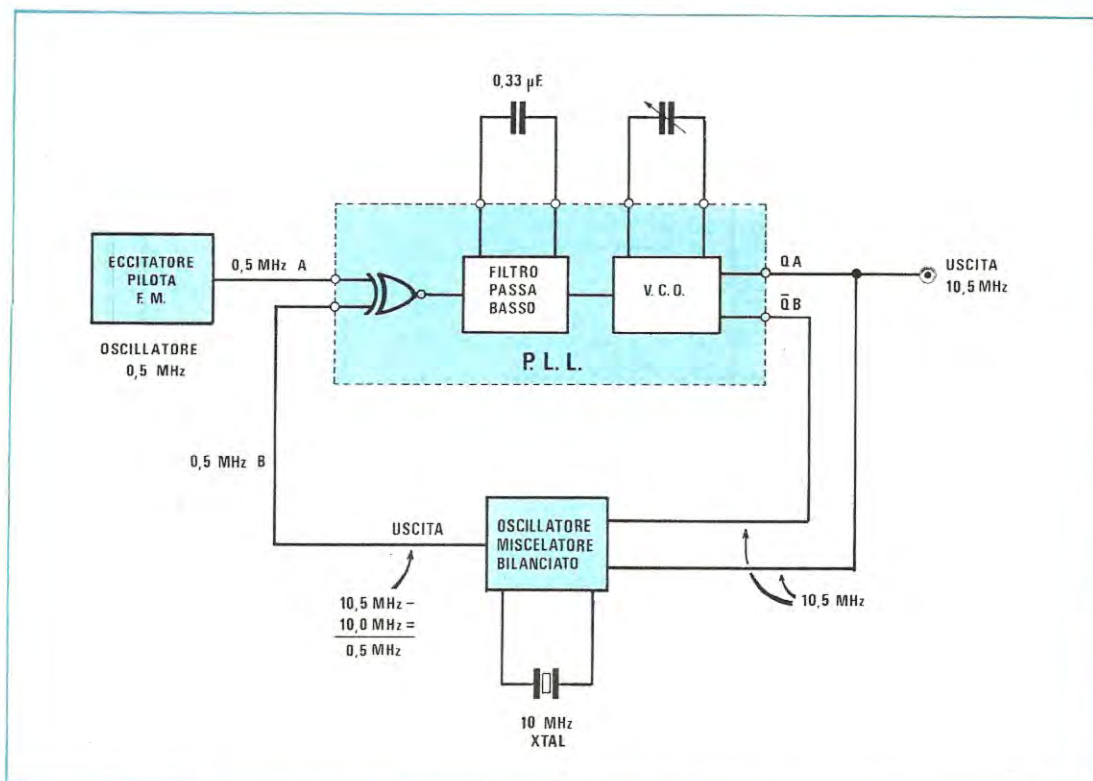 0,33 µF.
ECCITATORE
PILOTA
F. M.
OSCILLATORE
0,5 MHz
0,5 MHz A
FILTRO
PASSA
BASSO
V. C. O.
QA
Q̅B
USCITA
10,5 MHz
P. L. L.
0,5 MHz B
USCITA
10,5 MHz –
10,0 MHz =
0,5 MHz
OSCILLATORE
MISCELATORE
BILANCIATO
10,5 MHz
10 MHz
XTAL